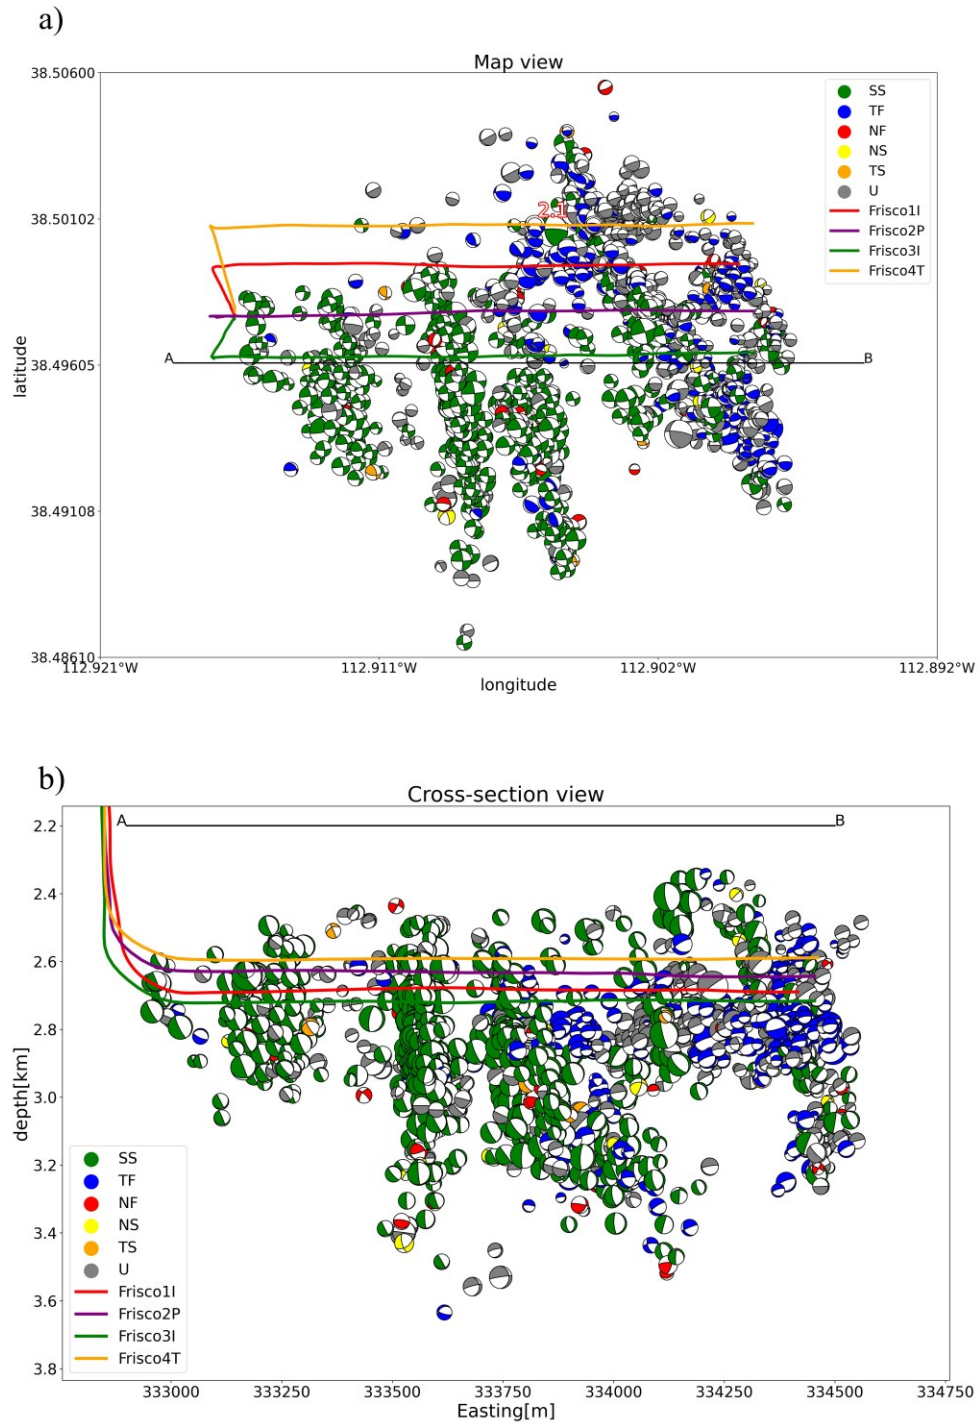 a)
Map view
38.50600
38.50102
38.49605
38.49108
38.48610
latitude
112.921°W
112.911°W
112.902°W
112.892°W
longitude
2.1
A
B
SS
TF
NF
NS
TS
U
Frisco1I
Frisco2P
Frisco3I
Frisco4T
b)
Cross-section view
A
B
2.2
2.4
2.6
2.8
3.0
3.2
3.4
3.6
3.8
depth[km]
SS
TF
NF
NS
TS
U
Frisco1I
Frisco2P
Frisco3I
Frisco4T
333000
333250
333500
333750
334000
334250
334500
334750
Easting[m]